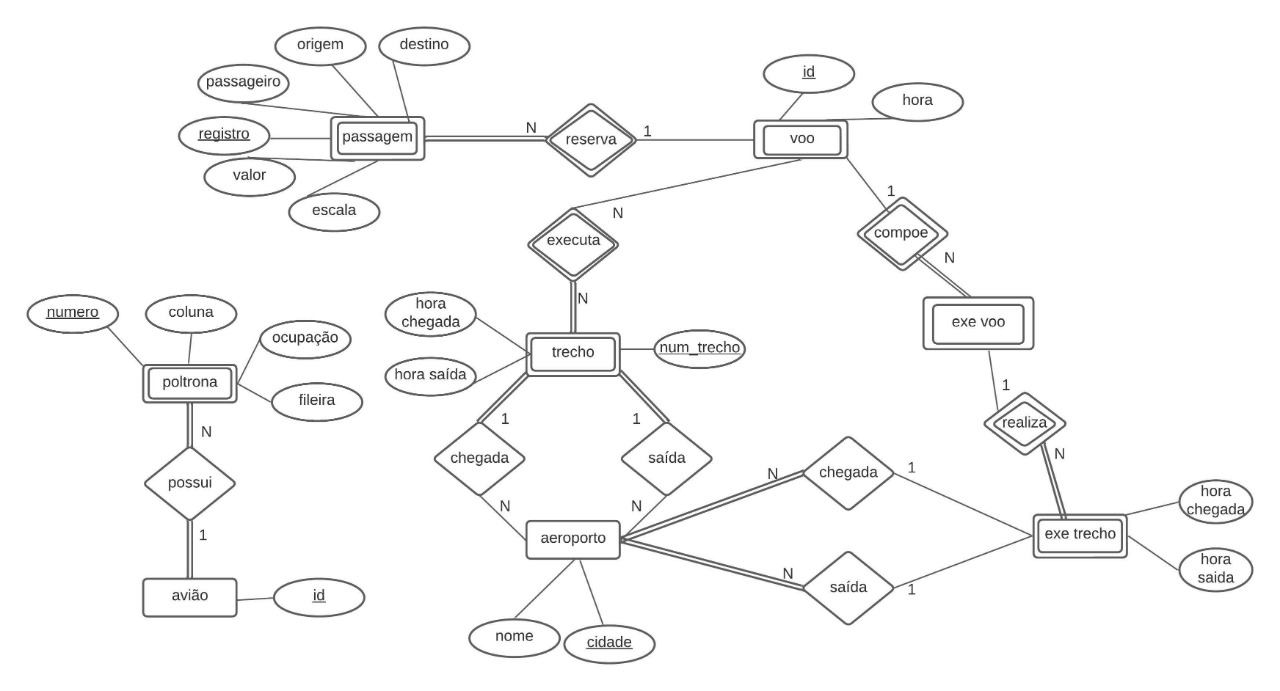 origem
destino
id
passageiro
hora
registro
passagem
N
reserva
1
voo
valor
1
escala
N
compoe
executa
N
N
hora
chegada
numero
coluna
exe voo
ocupação
trecho
num_trecho
hora saída
poltrona
1
fileira
1
1
realiza
N
N
chegada
saída
N
chegada
1
possui
hora
chegada
N
N
1
aeroporto
exe trecho
N
hora
saida
saída
1
avião
id
nome
cidade